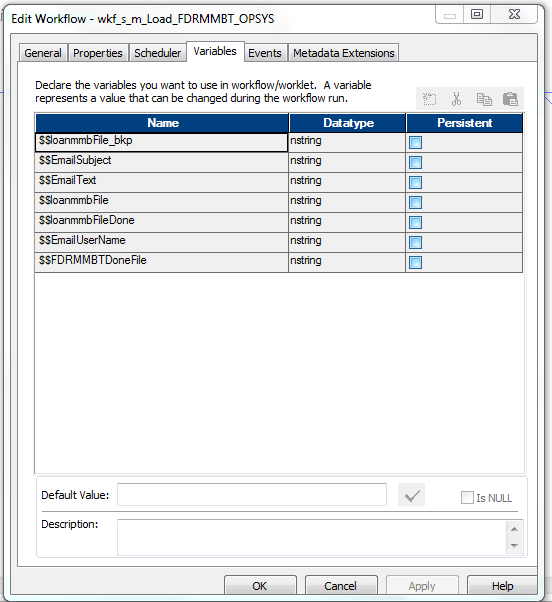 Edit Workflow - wkf_s_m_Load_FDRMMBT_OPSYS
General Properties Scheduler Variables Events Metadata Extensions
Declare the variables you want to use in workflow/worklet. A variable
represents a value that can be changed during the workflow run.
Name Datatype Persistent
$$loanmmbFile_bkp nstring
$$EmailSubject nstring
$$EmailText nstring
$$loanmmbFile nstring
$$loanmmbFileDone nstring
$$EmailUserName nstring
$$FDRMMBTDoneFile nstring
Default Value: Is NULL
Description:
OK Cancel Apply Help